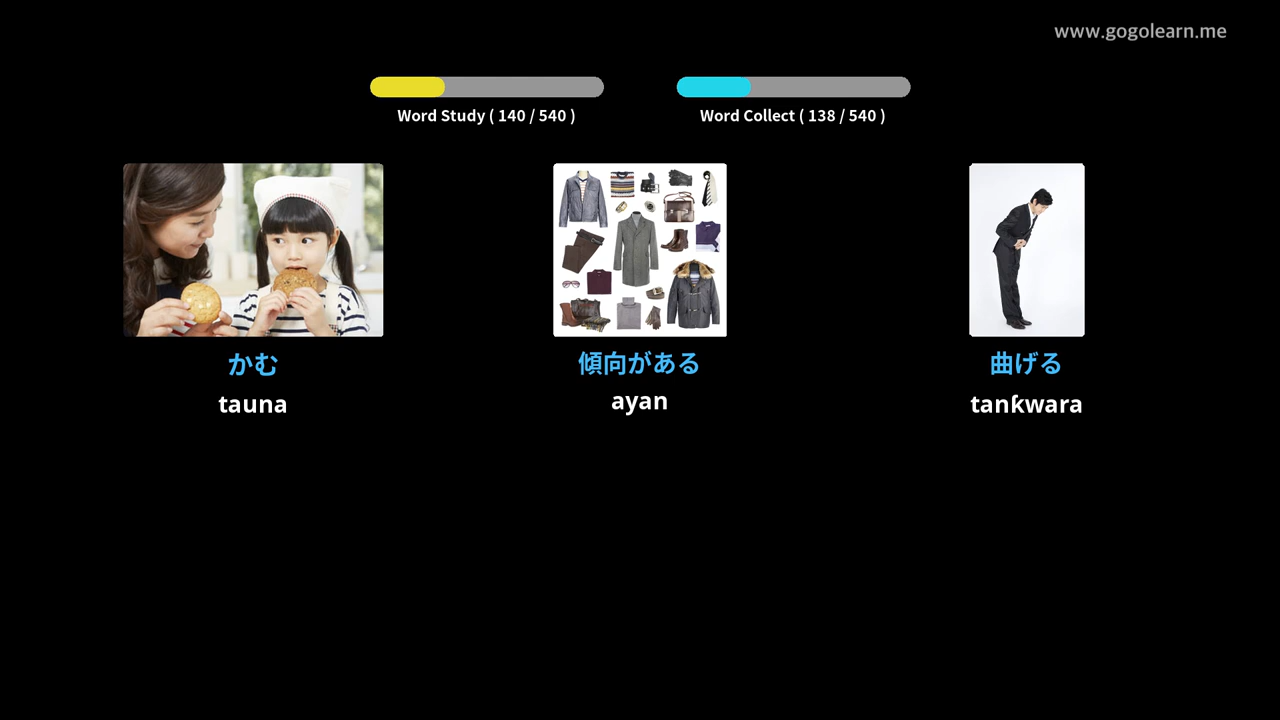 www.gogolearn.me
Word Study ( 140 / 540 )
Word Collect ( 138 / 540 )
かむ
tauna
傾向がある
ayan
曲げる
tanƙwara